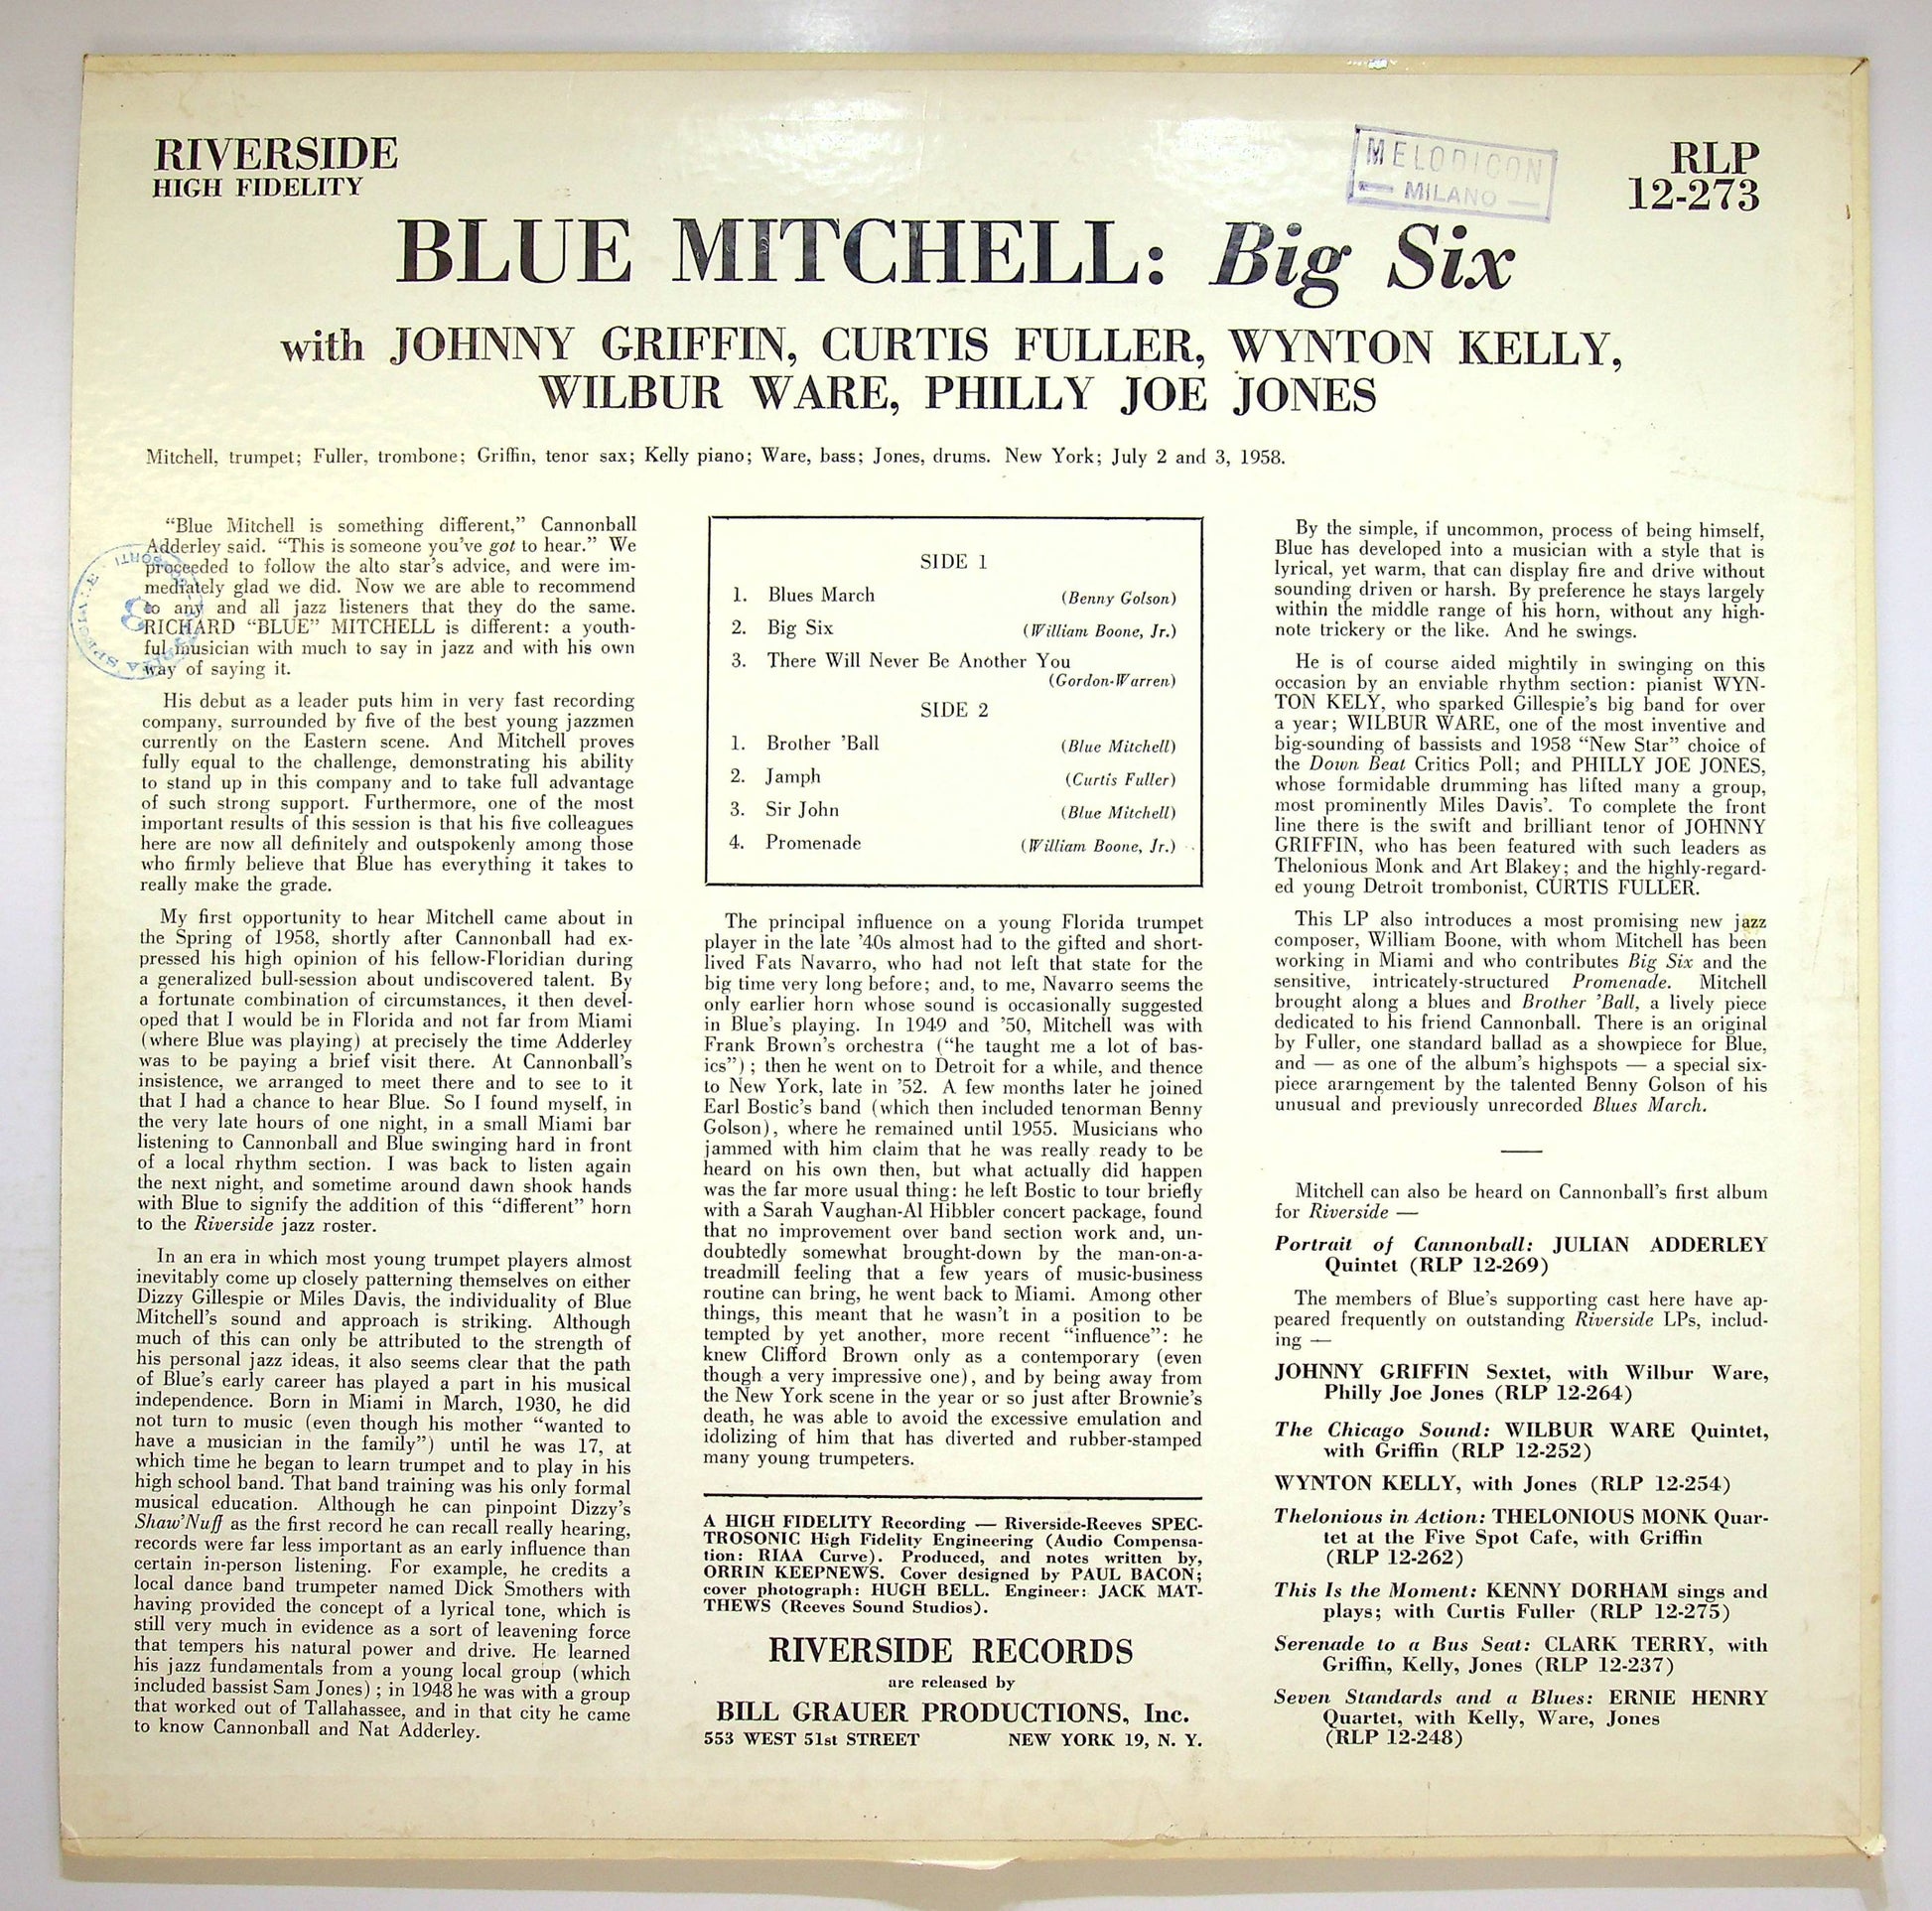 RIVERSIDE
HIGH FIDELITY
MELODICON
MILANO
RLP
12-273
BLUE MITCHELL: Big Six
with JOHNNY GRIFFIN, CURTIS FULLER, WYNTON KELLY,
WILBUR WARE, PHILLY JOE JONES
Mitchell, trumpet; Fuller, trombone; Griffin, tenor sax; Kelly piano; Ware, bass; Jones, drums. New York; July 2 and 3, 1958.
“Blue Mitchell is something different,” Cannonball
Adderley said. “This is someone you’ve got to hear.” We
proceeded to follow the alto star’s advice, and were im-
mediately glad we did. Now we are able to recommend
to any and all jazz listeners that they do the same.
RICHARD “BLUE” MITCHELL is different: a youth-
ful musician with much to say in jazz and with his own
way of saying it.
His debut as a leader puts him in very fast recording
company, surrounded by five of the best young jazzmen
currently on the Eastern scene. And Mitchell proves
fully equal to the challenge, demonstrating his ability
to stand up in this company and to take full advantage
of such strong support. Furthermore, one of the most
important results of this session is that his five colleagues
here are now all definitely and outspokenly among those
who firmly believe that Blue has everything it takes to
really make the grade.
My first opportunity to hear Mitchell came about in
the Spring of 1958, shortly after Cannonball had ex-
pressed his high opinion of his fellow-Floridian during
a generalized bull-session about undiscovered talent. By
a fortunate combination of circumstances, it then devel-
oped that I would be in Florida and not far from Miami
(where Blue was playing) at precisely the time Adderley
was to be paying a brief visit there. At Cannonball’s
insistence, we arranged to meet there and to see to it
that I had a chance to hear Blue. So I found myself, in
the very late hours of one night, in a small Miami bar
listening to Cannonball and Blue swinging hard in front
of a local rhythm section. I was back to listen again
the next night, and sometime around dawn shook hands
with Blue to signify the addition of this “different” horn
to the Riverside jazz roster.
In an era in which most young trumpet players almost
inevitably come up closely patterning themselves on either
Dizzy Gillespie or Miles Davis, the individuality of Blue
Mitchell’s sound and approach is striking. Although
much of this can only be attributed to the strength of
his personal jazz ideas, it also seems clear that the path
of Blue’s early career has played a part in his musical
independence. Born in Miami in March, 1930, he did
not turn to music (even though his mother “wanted to
have a musician in the family”) until he was 17, at
which time he began to learn trumpet and to play in his
high school band. That band training was his only formal
musical education. Although he can pinpoint Dizzy’s
Shaw’Nuff as the first record he can recall really hearing,
records were far less important as an early influence than
certain in-person listening. For example, he credits a
local dance band trumpeter named Dick Smothers with
having provided the concept of a lyrical tone, which is
still very much in evidence as a sort of leavening force
that tempers his natural power and drive. He learned
his jazz fundamentals from a young local group (which
included bassist Sam Jones) ; in 1948 he was with a group
that worked out of Tallahassee, and in that city he came
to know Cannonball and Nat Adderley.
SIDE 1
1. Blues March (Benny Golson)
2. Big Six (William Boone, Jr.)
3. There Will Never Be Another You
(Gordon-Warren)
SIDE 2
1. Brother ’Ball (Blue Mitchell)
2. Jamph (Curtis Fuller)
3. Sir John (Blue Mitchell)
4. Promenade (William Boone, Jr.)
The principal influence on a young Florida trumpet
player in the late ’40s almost had to the gifted and short-
lived Fats Navarro, who had not left that state for the
big time very long before; and, to me, Navarro seems the
only earlier horn whose sound is occasionally suggested
in Blue’s playing. In 1949 and ’50, Mitchell was with
Frank Brown’s orchestra (“he taught me a lot of bas-
ics”) ; then he went on to Detroit for a while, and thence
to New York, late in ’52. A few months later he joined
Earl Bostic’s band (which then included tenorman Benny
Golson), where he remained until 1955. Musicians who
jammed with him claim that he was really ready to be
heard on his own then, but what actually did happen
was the far more usual thing: he left Bostic to tour briefly
with a Sarah Vaughan-Al Hibbler concert package, found
that no improvement over band section work and, un-
doubtedly somewhat brought-down by the man-on-a-
treadmill feeling that a few years of music-business
routine can bring, he went back to Miami. Among other
things, this meant that he wasn’t in a position to be
tempted by yet another, more recent “influence”: he
knew Clifford Brown only as a contemporary (even
though a very impressive one), and by being away from
the New York scene in the year or so just after Brownie’s
death, he was able to avoid the excessive emulation and
idolizing of him that has diverted and rubber-stamped
many young trumpeters.
A HIGH FIDELITY Recording — Riverside-Reeves SPEC-
TROSONIC High Fidelity Engineering (Audio Compensa-
tion: RIAA Curve). Produced, and notes written by,
ORRIN KEEPNEWS. Cover designed by PAUL BACON;
cover photograph: HUGH BELL. Engineer: JACK MAT-
THEWS (Reeves Sound Studios).
RIVERSIDE RECORDS
are released by
BILL GRAUER PRODUCTIONS, Inc.
553 WEST 51st STREET NEW YORK 19, N. Y.
By the simple, if uncommon, process of being himself,
Blue has developed into a musician with a style that is
lyrical, yet warm, that can display fire and drive without
sounding driven or harsh. By preference he stays largely
within the middle range of his horn, without any high-
note trickery or the like. And he swings.
He is of course aided mightily in swinging on this
occasion by an enviable rhythm section: pianist WYN-
TON KELY, who sparked Gillespie’s big band for over
a year; WILBUR WARE, one of the most inventive and
big-sounding of bassists and 1958 “New Star” choice of
the Down Beat Critics Poll; and PHILLY JOE JONES,
whose formidable drumming has lifted many a group,
most prominently Miles Davis’. To complete the front
line there is the swift and brilliant tenor of JOHNNY
GRIFFIN, who has been featured with such leaders as
Thelonious Monk and Art Blakey; and the highly-regard-
ed young Detroit trombonist, CURTIS FULLER.
This LP also introduces a most promising new jazz
composer, William Boone, with whom Mitchell has been
working in Miami and who contributes Big Six and the
sensitive, intricately-structured Promenade. Mitchell
brought along a blues and Brother ’Ball, a lively piece
dedicated to his friend Cannonball. There is an original
by Fuller, one standard ballad as a showpiece for Blue,
and — as one of the album’s highspots — a special six-
piece ararngement by the talented Benny Golson of his
unusual and previously unrecorded Blues March.
Mitchell can also be heard on Cannonball’s first album
for Riverside —
Portrait of Cannonball: JULIAN ADDERLEY
Quintet (RLP 12-269)
The members of Blue’s supporting cast here have ap-
peared frequently on outstanding Riverside LPs, includ-
ing —
JOHNNY GRIFFIN Sextet, with Wilbur Ware,
Philly Joe Jones (RLP 12-264)
The Chicago Sound: WILBUR WARE Quintet,
with Griffin (RLP 12-252)
WYNTON KELLY, with Jones (RLP 12-254)
Thelonious in Action: THELONIOUS MONK Quar-
tet at the Five Spot Cafe, with Griffin
(RLP 12-262)
This Is the Moment: KENNY DORHAM sings and
plays; with Curtis Fuller (RLP 12-275)
Serenade to a Bus Seat: CLARK TERRY, with
Griffin, Kelly, Jones (RLP 12-237)
Seven Standards and a Blues: ERNIE HENRY
Quartet, with Kelly, Ware, Jones
(RLP 12-248)